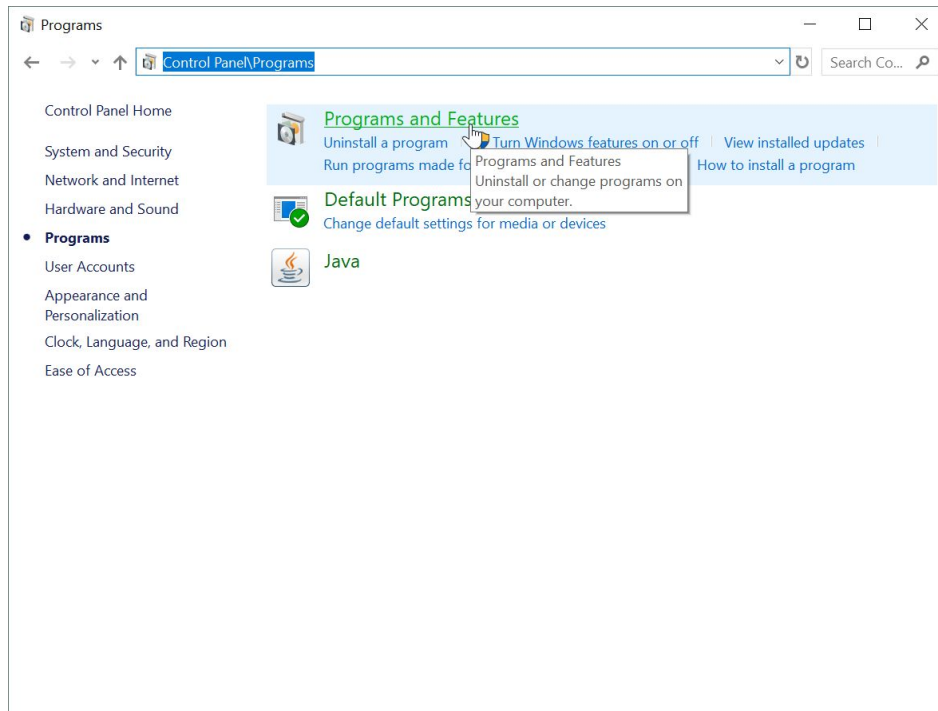 Programs
Control Panel\Programs
Search Co...
Control Panel Home
System and Security
Network and Internet
Hardware and Sound
Programs
User Accounts
Appearance and
Personalization
Clock, Language, and Region
Ease of Access
Programs and Features
Uninstall a program
Turn Windows features on or off
View installed updates
Run programs made fo
How to install a program
Programs and Features
Uninstall or change programs on
your computer.
Default Programs
Change default settings for media or devices
Java